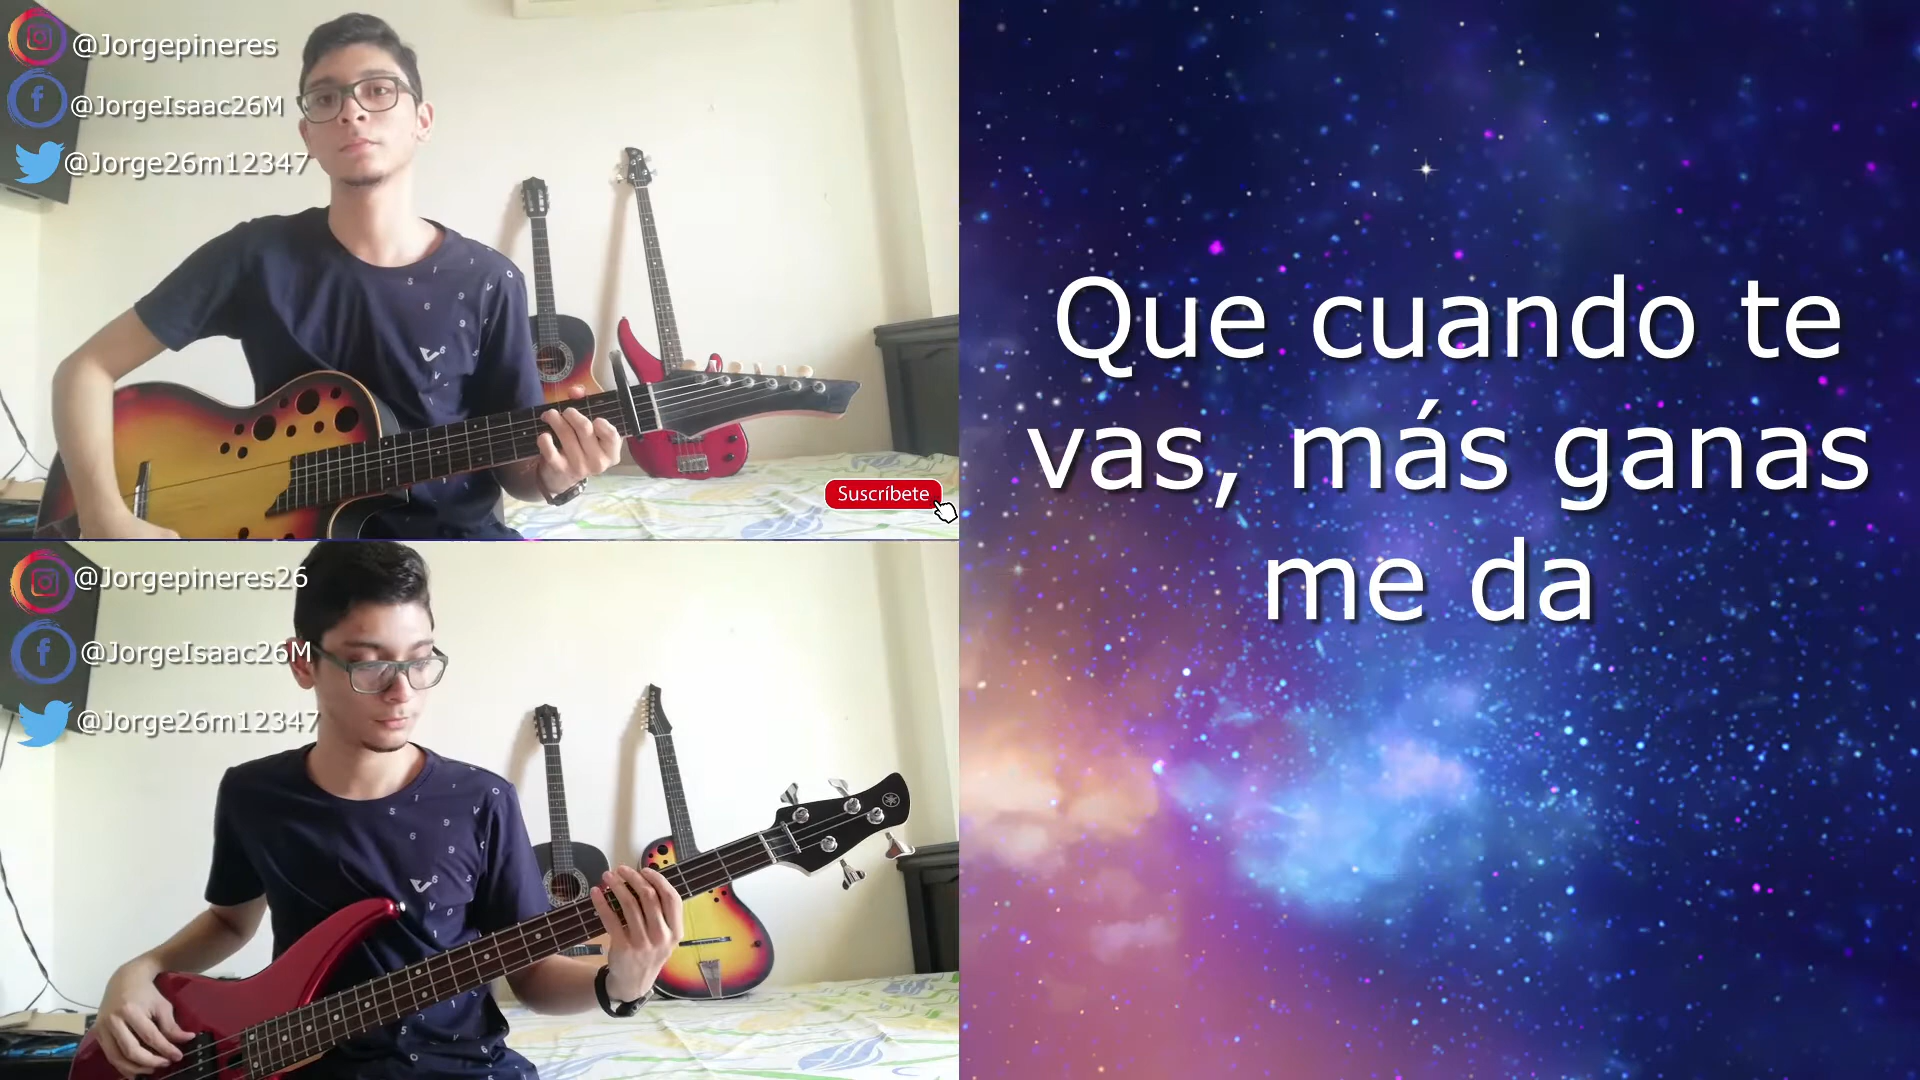 @Jorgepineres
@JorgeIsaac26M
@Jorge26m12347
Suscríbete
@Jorgepineres26
@JorgeIsaac26M
@Jorge26m12347
Que cuando te
vas, más ganas
me da